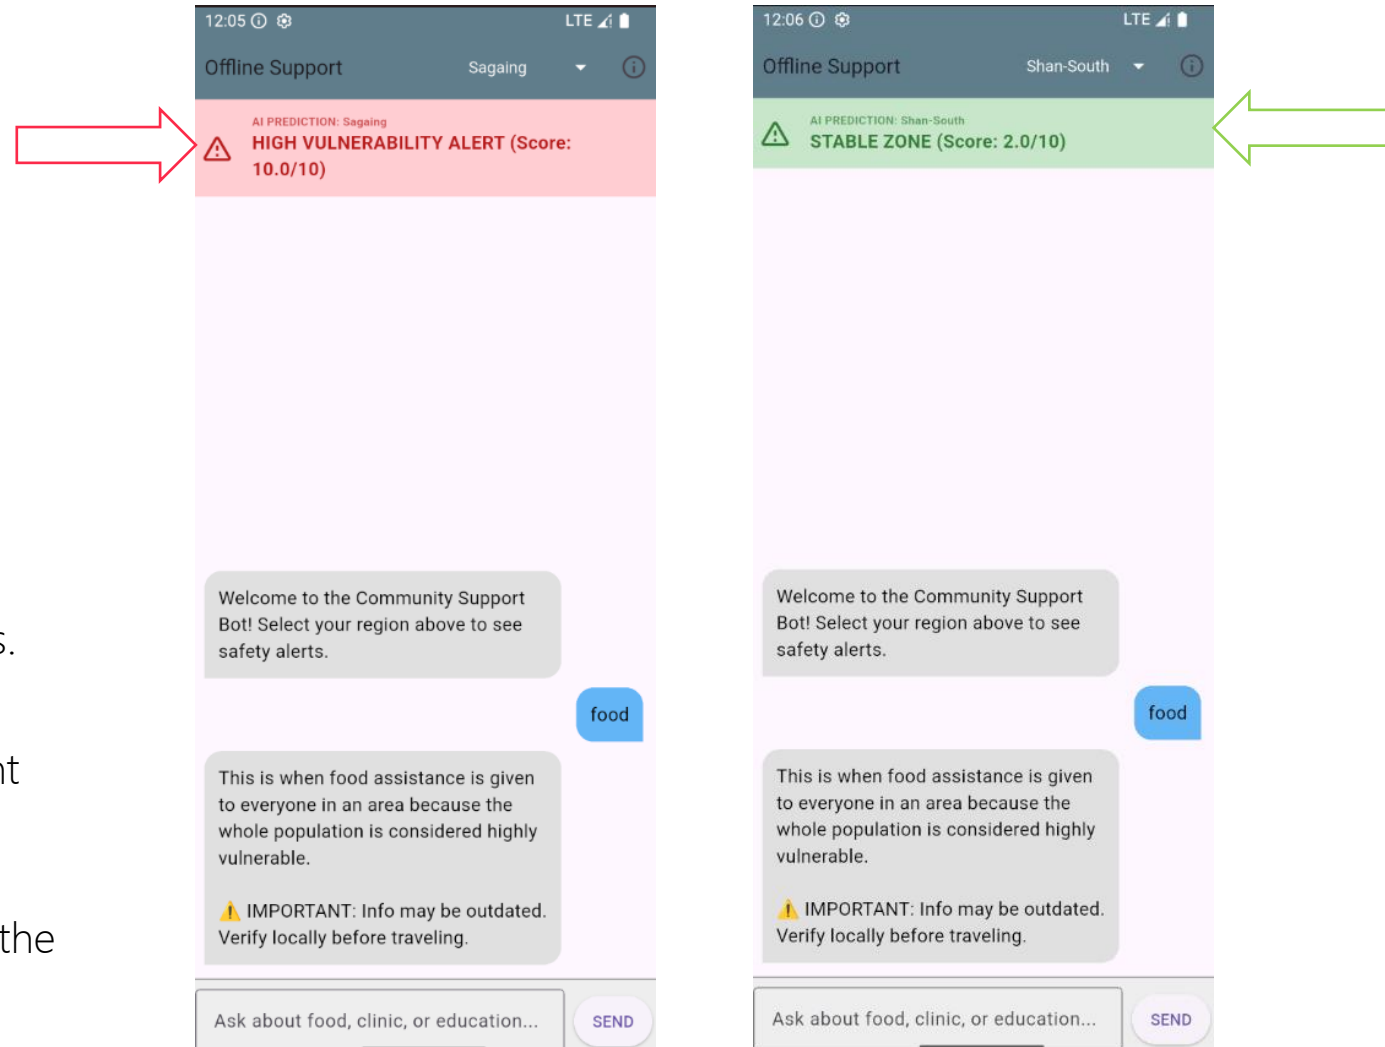 s.
nt
the
12:05
LTE
Offline Support
Sagaing
AI PREDICTION: Sagaing
HIGH VULNERABILITY ALERT (Score:
10.0/10)
Welcome to the Community Support
Bot! Select your region above to see
safety alerts.
food
This is when food assistance is given
to everyone in an area because the
whole population is considered highly
vulnerable.
⚠️ IMPORTANT: Info may be outdated.
Verify locally before traveling.
Ask about food, clinic, or education...
SEND
12:06
LTE
Offline Support
Shan-South
AI PREDICTION: Shan-South
STABLE ZONE (Score: 2.0/10)
Welcome to the Community Support
Bot! Select your region above to see
safety alerts.
food
This is when food assistance is given
to everyone in an area because the
whole population is considered highly
vulnerable.
⚠️ IMPORTANT: Info may be outdated.
Verify locally before traveling.
Ask about food, clinic, or education...
SEND